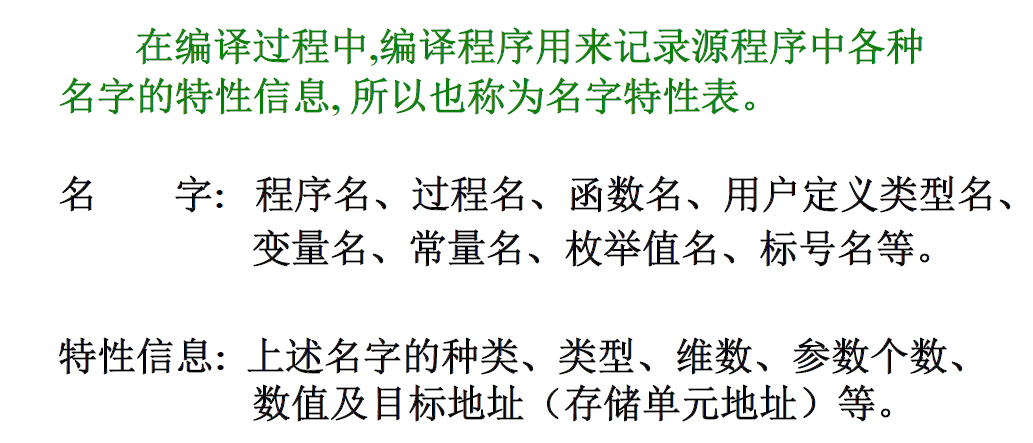 在编译过程中,编译程序用来记录源程序中各种
名字的特性信息, 所以也称为名字特性表。
名　　字: 程序名、过程名、函数名、用户定义类型名、
变量名、常量名、枚举值名、标号名等。
特性信息: 上述名字的种类、类型、维数、参数个数、
数值及目标地址（存储单元地址）等。